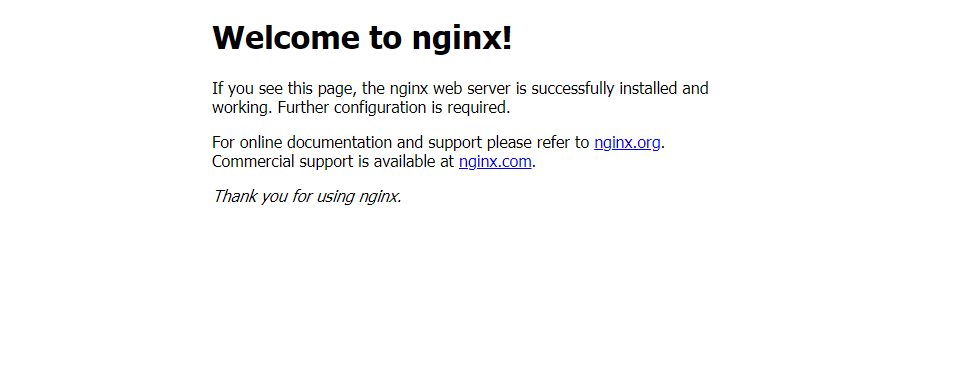 Welcome to nginx!
If you see this page, the nginx web server is successfully installed and
working. Further configuration is required.
For online documentation and support please refer to nginx.org.
Commercial support is available at nginx.com.
Thank you for using nginx.